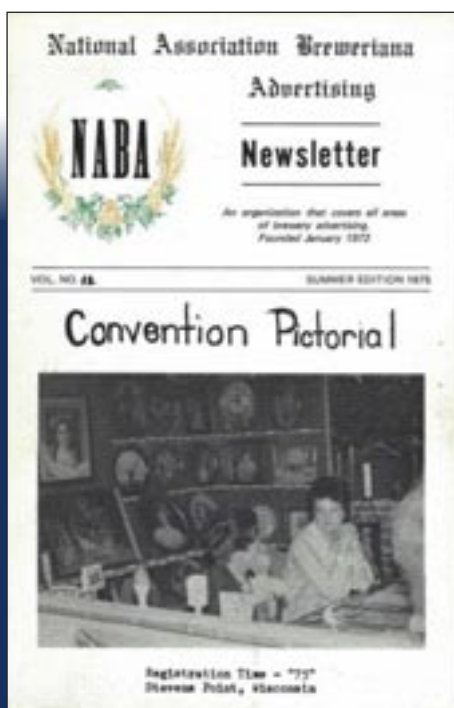 National Association Breweriana
Advertising
NABA
Newsletter
An organization that covers all areas
of brewery advertising.
Founded January 1972
VOL. NO.
SUMMER EDITION 1975
Convention Pictorial
Registration Time - "75"
Stevens Point, Wisconsin